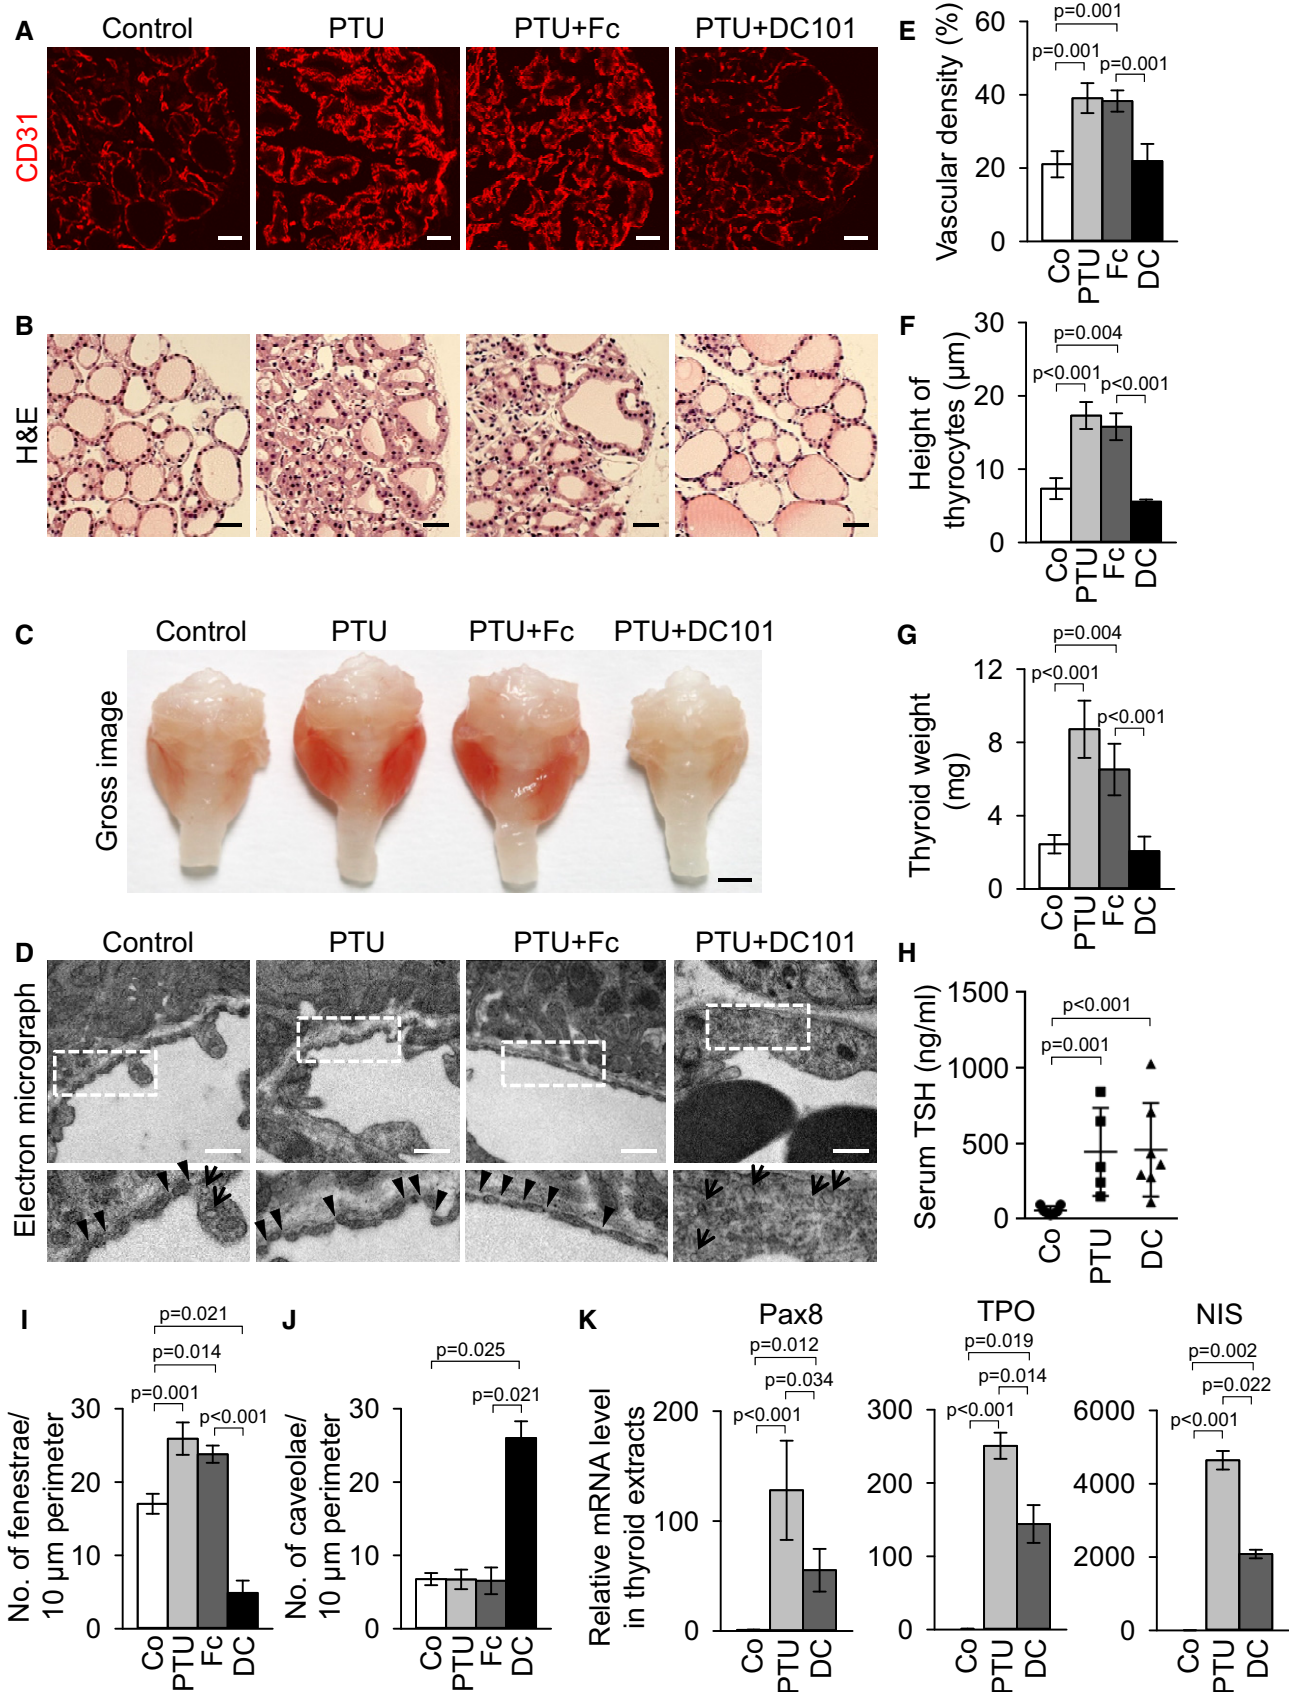 A
Control PTU PTU+Fc PTU+DC101
CD31
B
H&E
C
Control PTU PTU+Fc PTU+DC101
Gross image
D
Control PTU PTU+Fc PTU+DC101
Electron micrograph
E
Vascular density (%)
60
40
20
0
p=0.001
p=0.001
p=0.001
Co PTU Fc DC
F
Height of
thyrocytes (µm)
30
20
10
0
p=0.004
p<0.001
p<0.001
Co PTU Fc DC
G
Thyroid weight
(mg)
12
8
4
0
p=0.004
p<0.001
p<0.001
Co PTU Fc DC
H
Serum TSH (ng/ml)
1500
1000
500
0
p<0.001
p=0.001
Co PTU DC
I
No. of fenestrae/
10 µm perimeter
30
20
10
0
p=0.021
p=0.014
p=0.001
p<0.001
Co PTU Fc DC
J
No. of caveolae/
10 µm perimeter
30
20
10
0
p=0.025
p=0.021
Co PTU Fc DC
K
Relative mRNA level
in thyroid extracts
Pax8
200
100
0
p=0.012
p=0.034
p<0.001
Co PTU DC
TPO
300
200
100
0
p=0.019
p=0.014
p<0.001
Co PTU DC
NIS
6000
4000
2000
0
p=0.002
p=0.022
p<0.001
Co PTU DC